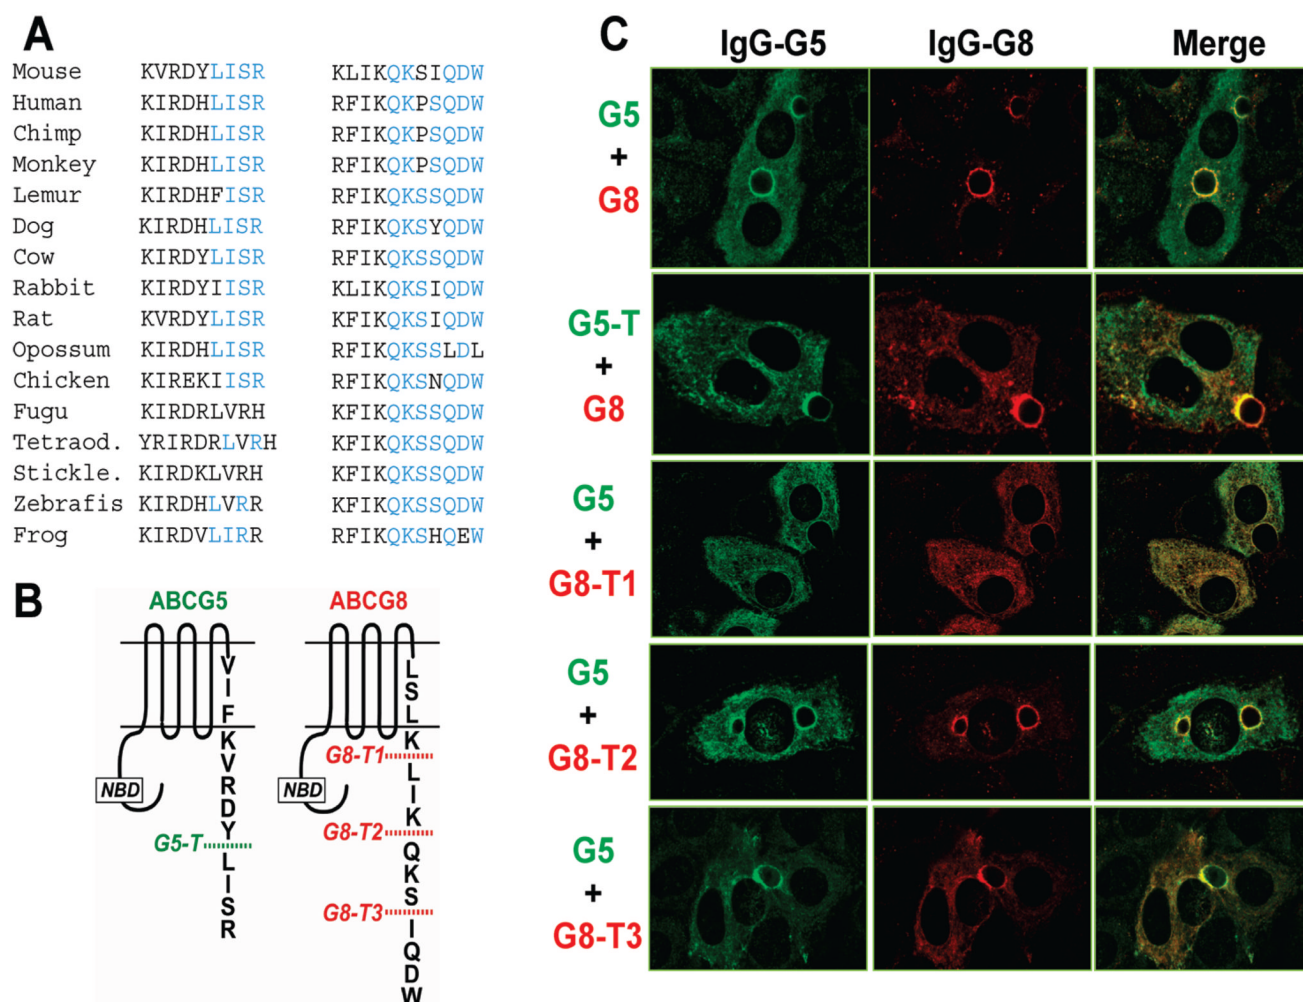 A
Mouse KVRDYLISR KLIKQKSIQDW
Human KIRDHLISR RFIKQKPSQDW
Chimp KIRDHLISR RFIKQKPSQDW
Monkey KIRDHLISR RFIKQKPSQDW
Lemur KIRDHFISR RFIKQKSSQDW
Dog KIRDHLISR RFIKQKSYQDW
Cow KIRDYLISR RFIKQKSSQDW
Rabbit KIRDYIISR KLIKQKSIQDW
Rat KVRDYLISR KFIKQKSIQDW
Opossum KIRDHLISR RFIKQKSSLDL
Chicken KIREKIISR RFIKQKSNQDW
Fugu KIRDRLVRH KFIKQKSSQDW
Tetraod. YRIRDRLVRH KFIKQKSSQDW
Stickle. KIRDKLVRH KFIKQKSSQDW
Zebrafis KIRDHLVRR KFIKQKSSQDW
Frog KIRDVLIRR RFIKQKSHQEW
B
ABCG5
V
I
F
K
V
R
D
Y
L
I
S
R
NBD
G5-T
ABCG8
L
S
L
K
L
I
K
Q
K
S
I
Q
D
W
NBD
G8-T1
G8-T2
G8-T3
C
IgG-G5 IgG-G8 Merge
G5
+
G8
G5-T
+
G8
G5
+
G8-T1
G5
+
G8-T2
G5
+
G8-T3